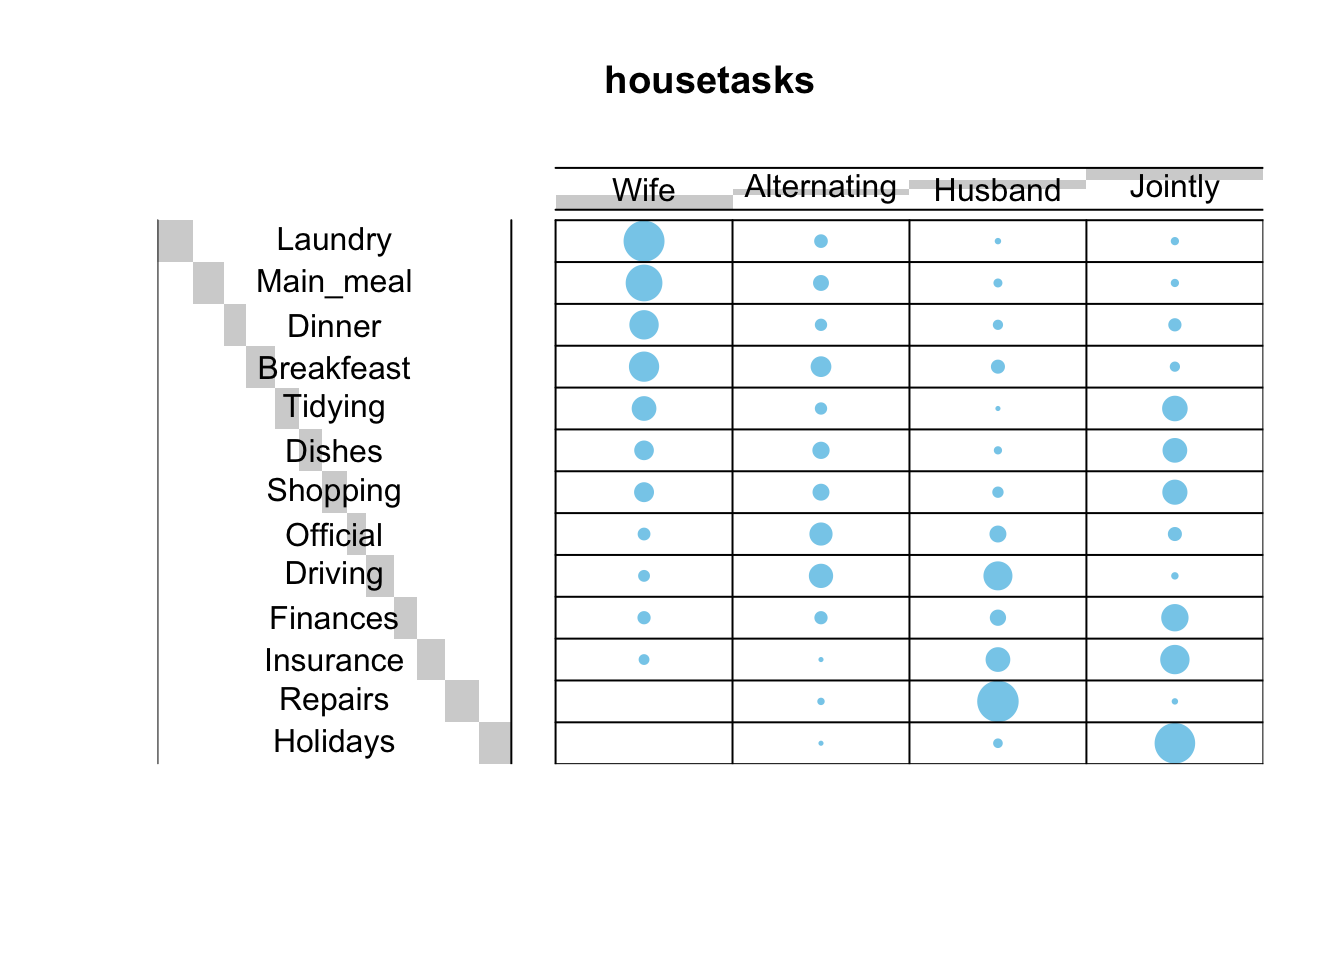 housetasks
Wife Alternating Husband Jointly
Laundry
Main_meal
Dinner
Breakfeast
Tidying
Dishes
Shopping
Official
Driving
Finances
Insurance
Repairs
Holidays